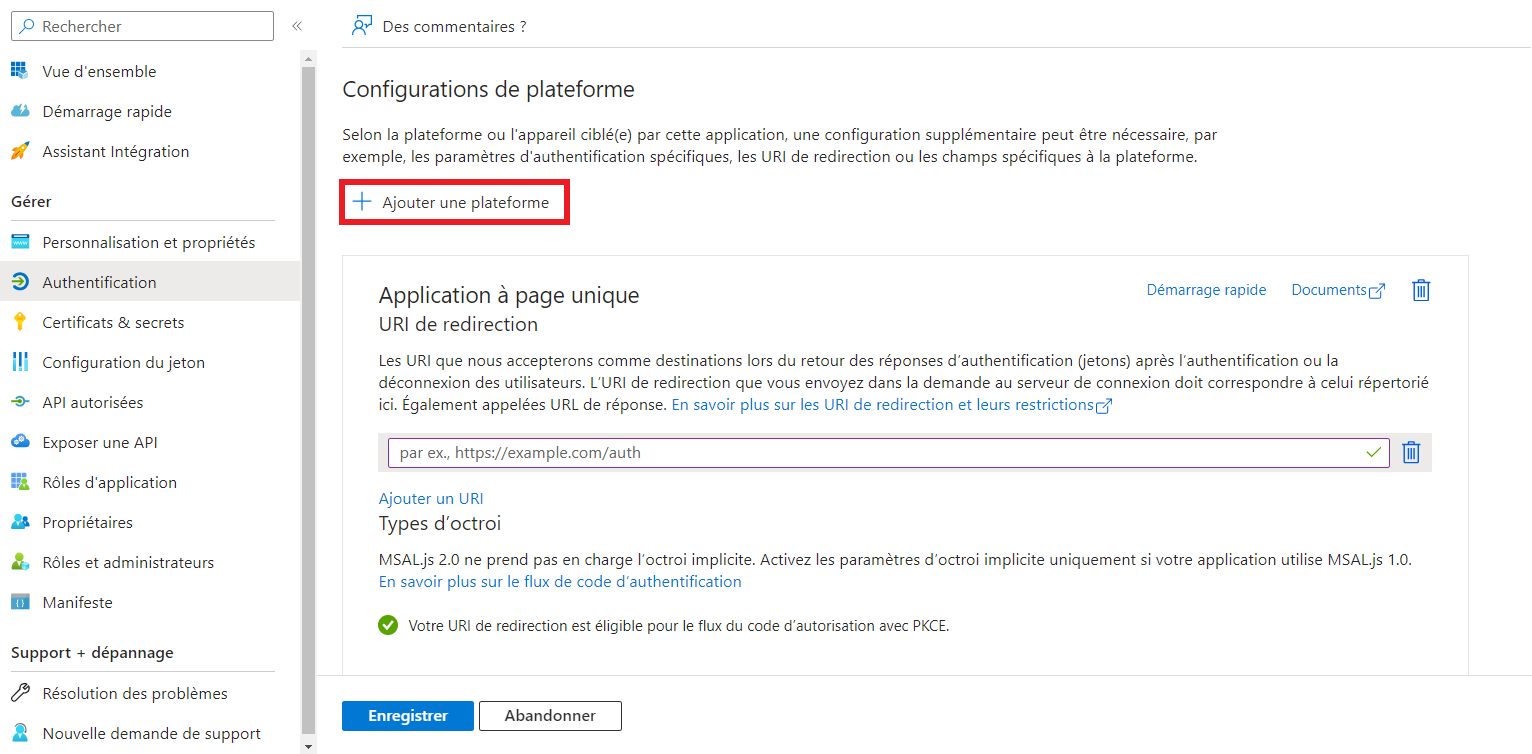 Rechercher
«
Vue d'ensemble
Démarrage rapide
Assistant Intégration
Gérer
Personnalisation et propriétés
Authentification
Certificats & secrets
Configuration du jeton
API autorisées
Exposer une API
Rôles d'application
Propriétaires
Rôles et administrateurs
Manifeste
Support + dépannage
Résolution des problèmes
Nouvelle demande de support
Des commentaires ?
Configurations de plateforme
Selon la plateforme ou l'appareil ciblé(e) par cette application, une configuration supplémentaire peut être nécessaire, par
exemple, les paramètres d'authentification spécifiques, les URI de redirection ou les champs spécifiques à la plateforme.
Ajouter une plateforme
Application à page unique
Démarrage rapide
Documents
URI de redirection
Les URI que nous accepterons comme destinations lors du retour des réponses d’authentification (jetons) après l’authentification ou la
déconnexion des utilisateurs. L’URI de redirection que vous envoyez dans la demande au serveur de connexion doit correspondre à celui répertorié
ici. Également appelées URL de réponse. En savoir plus sur les URI de redirection et leurs restrictions
par ex., https://example.com/auth
Ajouter un URI
Types d’octroi
MSAL.js 2.0 ne prend pas en charge l’octroi implicite. Activez les paramètres d’octroi implicite uniquement si votre application utilise MSAL.js 1.0.
En savoir plus sur le flux de code d’authentification
Votre URI de redirection est éligible pour le flux du code d’autorisation avec PKCE.
Enregistrer
Abandonner